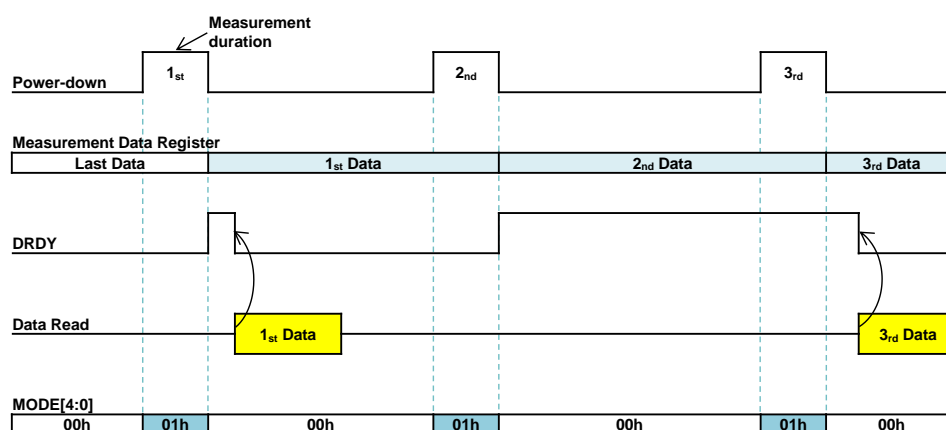 Measurement
duration
Power-down
1st
2nd
3rd
Measurement Data Register
Last Data 1st Data 2nd Data 3rd Data
DRDY
Data Read
1st Data
3rd Data
MODE[4:0]
00h 01h 00h 01h 00h 01h 00h